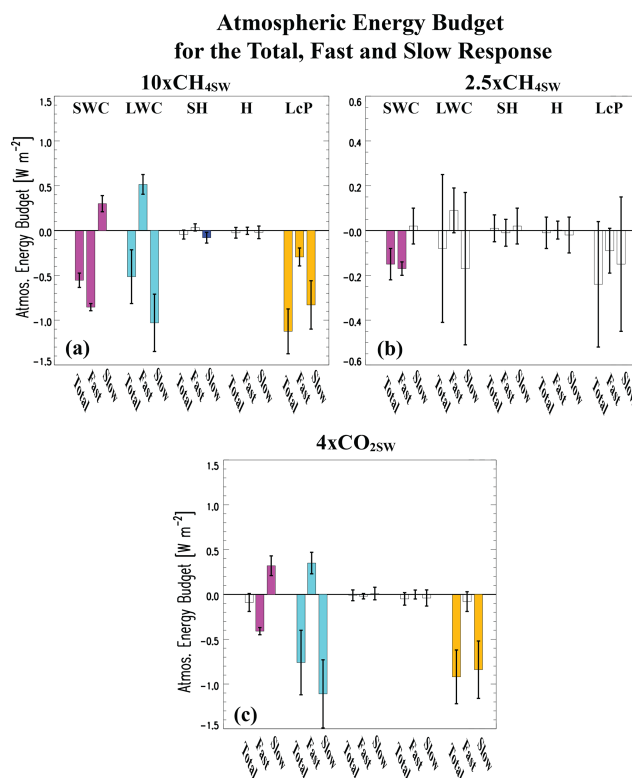 Atmospheric Energy Budget
for the Total, Fast and Slow Response
10xCH4SW
2.5xCH4SW
SWC LWC SH H LcP
SWC LWC SH H LcP
Atmos. Energy Budget [W m-2]
1.5
1.0
0.5
0.0
-0.5
-1.0
-1.5
(a)
Total Fast Slow Total Fast Slow Total Fast Slow Total Fast Slow Total Fast Slow
0.6
0.4
0.2
-0.0
-0.2
-0.4
-0.6
(b)
Total Fast Slow Total Fast Slow Total Fast Slow Total Fast Slow Total Fast Slow
4xCO2SW
Atmos. Energy Budget [W m-2]
1.5
1.0
0.5
0.0
-0.5
-1.0
-1.5
(c)
Total Fast Slow Total Fast Slow Total Fast Slow Total Fast Slow Total Fast Slow